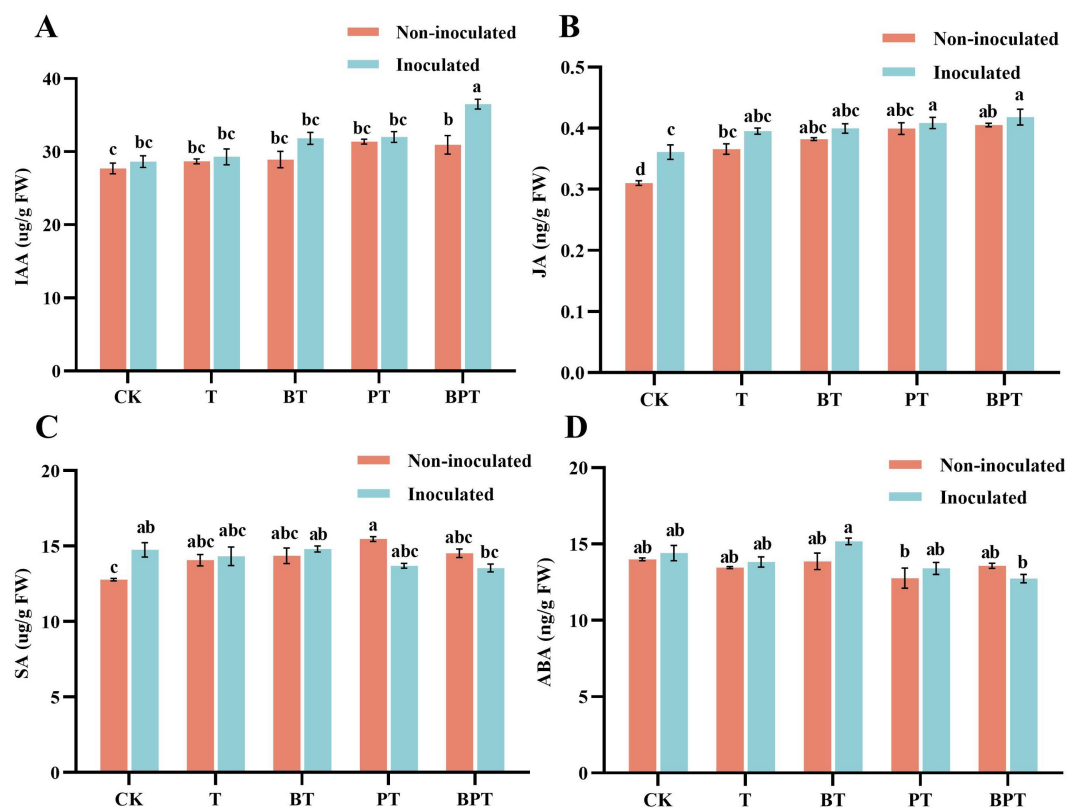 A
Non-inoculated
Inoculated
IAA (ug/g FW)
40
30
20
10
0
c bc bc bc bc bc bc bc b a
CK T BT PT BPT
B
Non-inoculated
Inoculated
JA (ng/g FW)
0.5
0.4
0.3
0.2
0.1
0.0
d c bc abc abc abc abc a ab a
CK T BT PT BPT
C
Non-inoculated
Inoculated
SA (ug/g FW)
20
15
10
5
0
c ab abc abc abc ab a abc abc bc
CK T BT PT BPT
D
Non-inoculated
Inoculated
ABA (ng/g FW)
20
15
10
5
0
ab ab ab ab ab a b ab ab b
CK T BT PT BPT